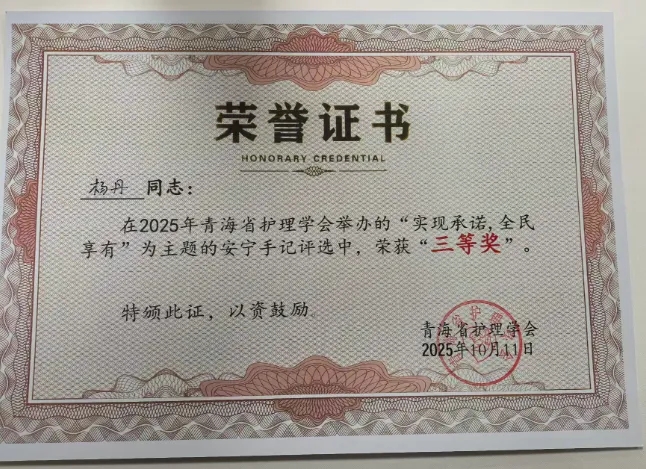 荣誉证书
HONORARY CREDENTIAL
杨丹 同志：
在2025年青海省护理学会举办的“实现承诺,全民
享有”为主题的安宁手记评选中，荣获“三等奖”。
特颁此证，以资鼓励。
青海省护理学会
2025年10月11日